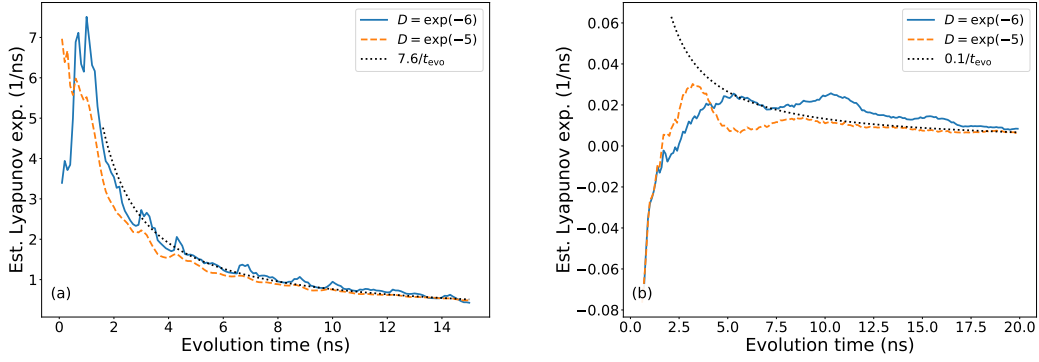 Est. Lyapunov exp. (1/ns)
7
6
5
4
3
2
1
D = exp(−6)
D = exp(−5)
7.6/t_evo
(a)
0 2 4 6 8 10 12 14
Evolution time (ns)
Est. Lyapunov exp. (1/ns)
0.06
0.04
0.02
0.00
−0.02
−0.04
−0.06
−0.08
D = exp(−6)
D = exp(−5)
0.1/t_evo
(b)
0.0 2.5 5.0 7.5 10.0 12.5 15.0 17.5 20.0
Evolution time (ns)